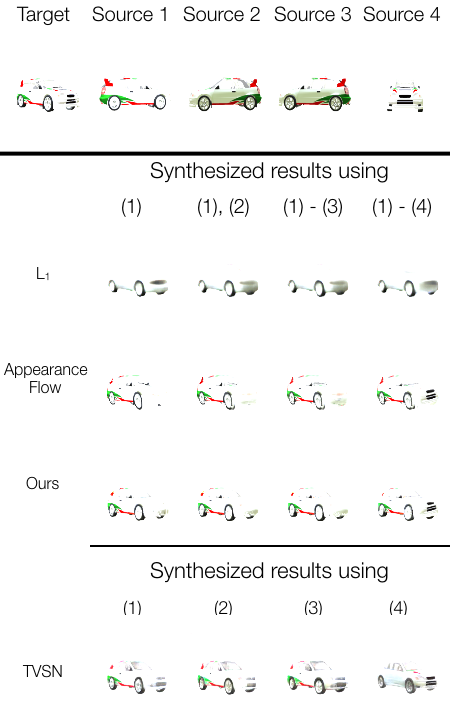 Target Source 1 Source 2 Source 3 Source 4
Synthesized results using
(1) (1), (2) (1) - (3) (1) - (4)
L₁
Appearance
Flow
Ours
Synthesized results using
(1) (2) (3) (4)
TVSN